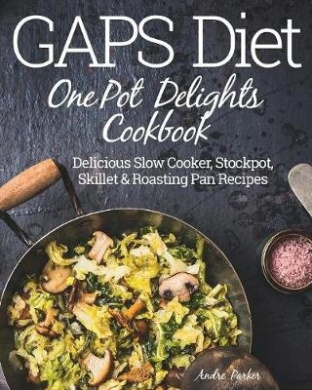 GAPS Diet
One Pot Delights
Cookbook
Delicious Slow Cooker, Stockpot,
Skillet & Roasting Pan Recipes
Andre Parker